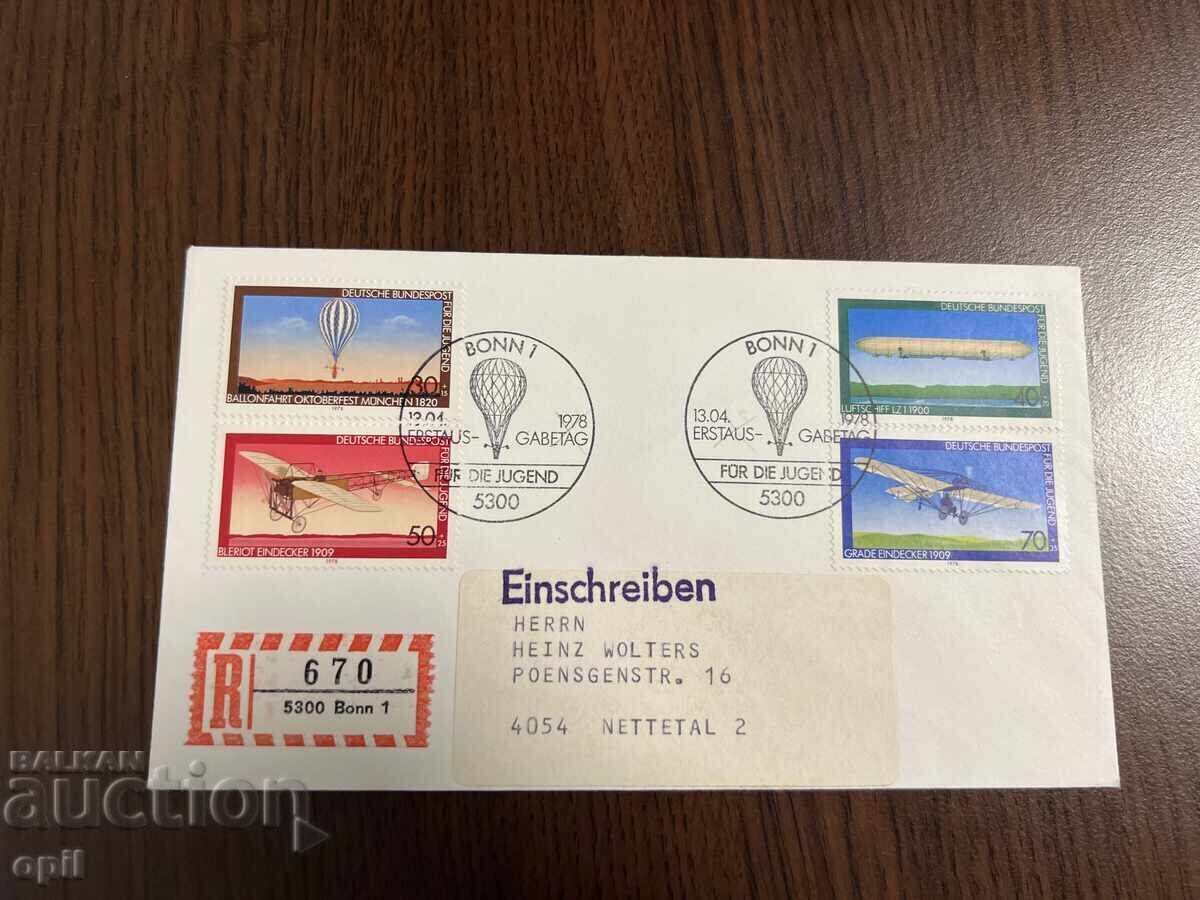 DEUTSCHE BUNDESPOST
FÜR DIE JUGEND
30 + 15
BALLONFAHRT OKTOBERFEST MÜNCHEN 1820
1978
DEUTSCHE BUNDESPOST
FÜR DIE JUGEND
50 + 25
BLERIOT EINDECKER 1909
1978
BONN 1
13.04. 1978
ERSTAUS- GABETAG
FÜR DIE JUGEND
5300
BONN 1
13.04. 1978
ERSTAUS- GABETAG
FÜR DIE JUGEND
5300
DEUTSCHE BUNDESPOST
FÜR DIE JUGEND
40
LUFTSCHIFF LZ 1 1900
1978
DEUTSCHE BUNDESPOST
FÜR DIE JUGEND
70 + 35
GRADE EINDECKER 1909
1978
Einschreiben
HERRN
HEINZ WOLTERS
POENSGENSTR. 16
4054 NETTETAL 2
R 670
5300 Bonn 1
BALKAN
auction
opil